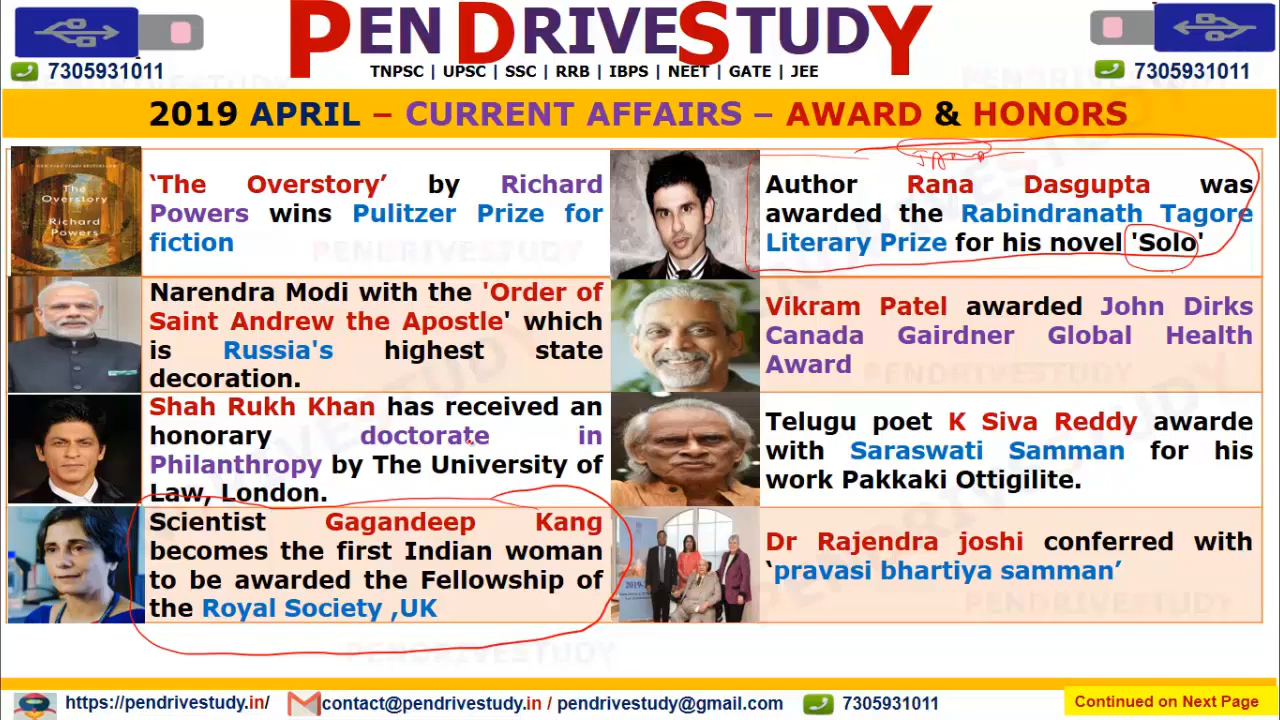 PENDRIVESTUDY
TNPSC | UPSC | SSC | RRB | IBPS | NEET | GATE | JEE
7305931011
7305931011
2019 APRIL – CURRENT AFFAIRS – AWARD & HONORS
The
Overstory
Richard
Powers
‘The Overstory’ by Richard
Powers wins Pulitzer Prize for
fiction
Author Rana Dasgupta was
awarded the Rabindranath Tagore
Literary Prize for his novel 'Solo'
Narendra Modi with the 'Order of
Saint Andrew the Apostle' which
is Russia's highest state
decoration.
Vikram Patel awarded John Dirks
Canada Gairdner Global Health
Award
Shah Rukh Khan has received an
honorary doctorate in
Philanthropy by The University of
Law, London.
Telugu poet K Siva Reddy awarde
with Saraswati Samman for his
work Pakkaki Ottigilite.
Scientist Gagandeep Kang
becomes the first Indian woman
to be awarded the Fellowship of
the Royal Society ,UK
Dr Rajendra joshi conferred with
‘pravasi bhartiya samman’
PENDRIVESTUDY
https://pendrivestudy.in/
contact@pendrivestudy.in / pendrivestudy@gmail.com
7305931011
Continued on Next Page